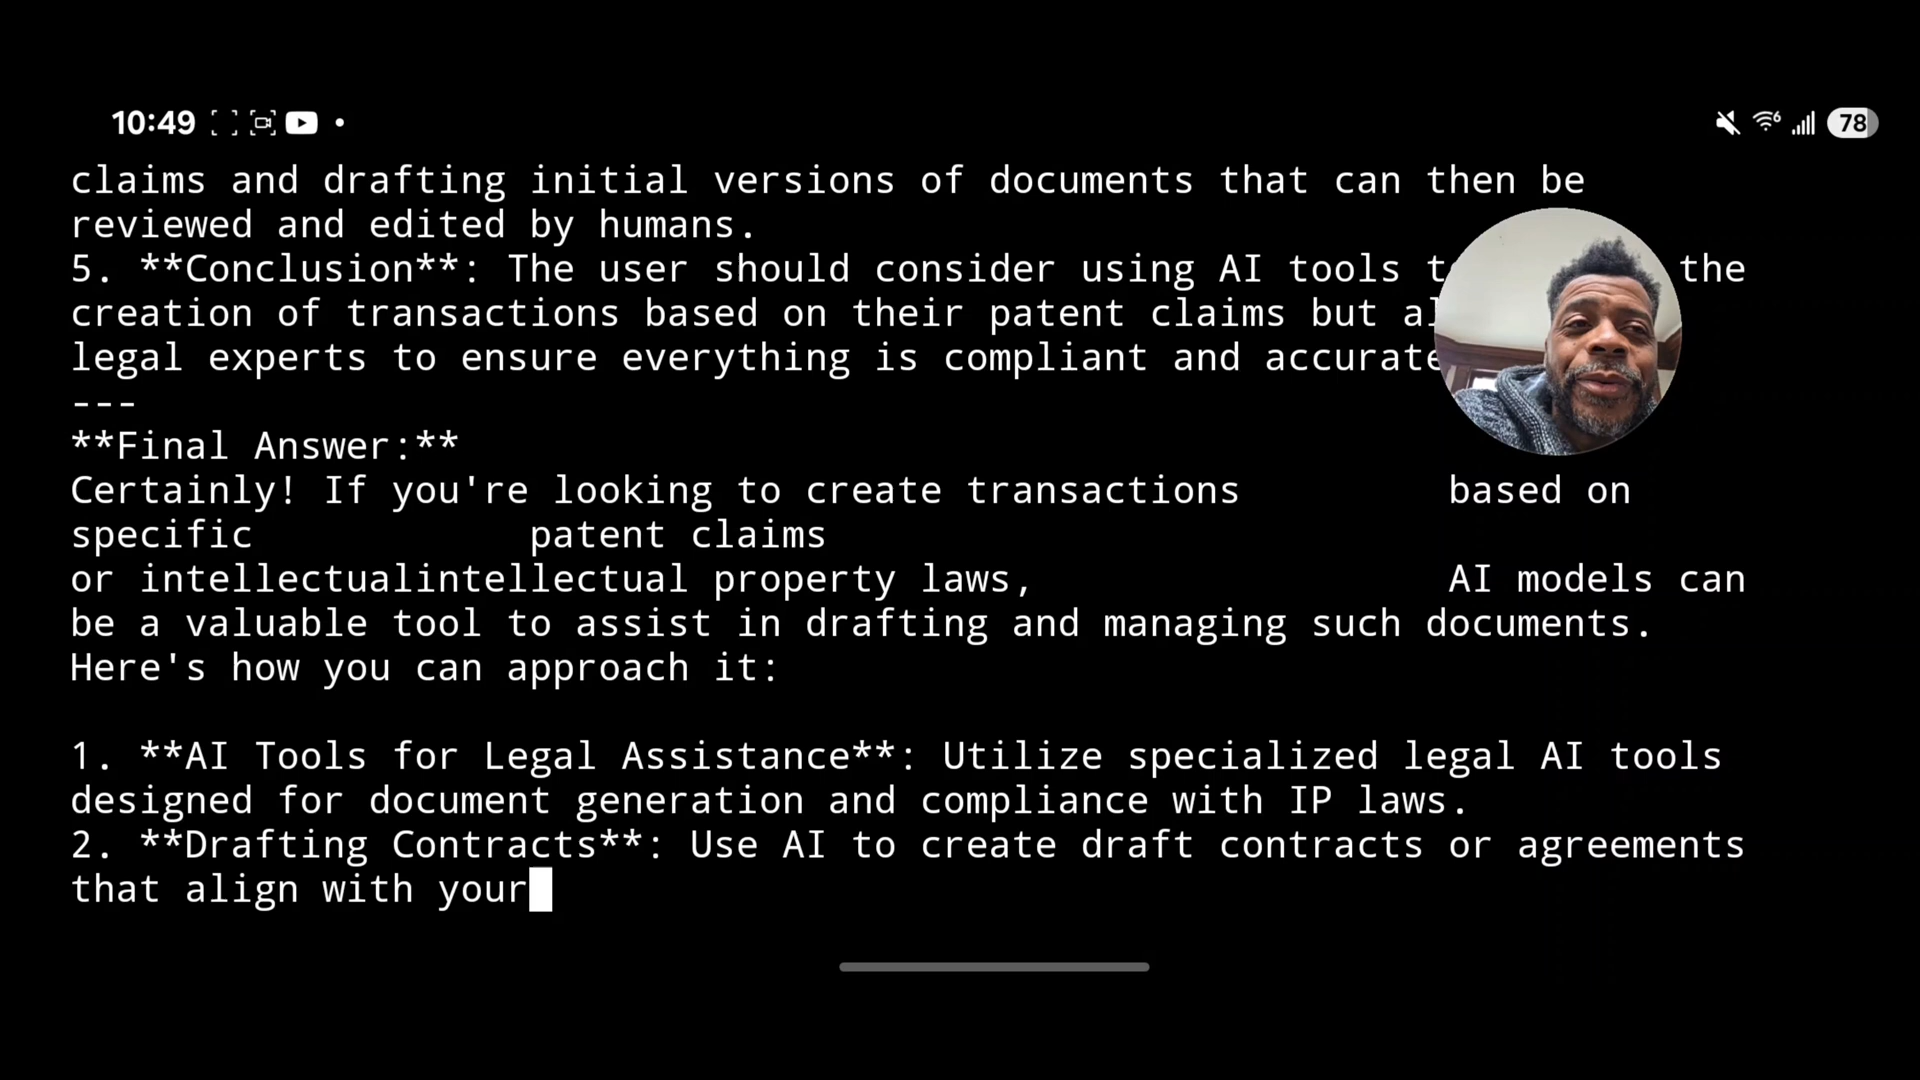 10:49
78
claims and drafting initial versions of documents that can then be
reviewed and edited by humans.
5. **Conclusion**: The user should consider using AI tools the
creation of transactions based on their patent claims but
legal experts to ensure everything is compliant and accurate
---
**Final Answer:**
Certainly! If you're looking to create transactions based on
specific patent claims
or intellectualintellectual property laws, AI models can
be a valuable tool to assist in drafting and managing such documents.
Here's how you can approach it:
1. **AI Tools for Legal Assistance**: Utilize specialized legal AI tools
designed for document generation and compliance with IP laws.
2. **Drafting Contracts**: Use AI to create draft contracts or agreements
that align with your